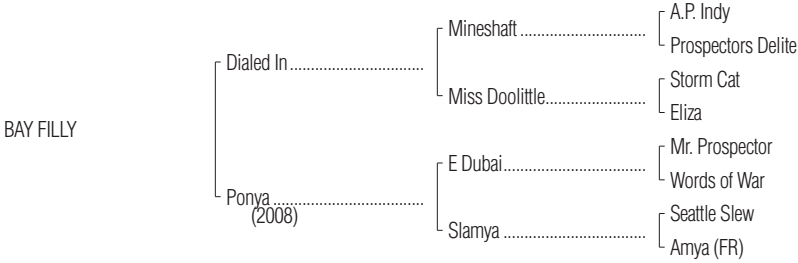 A.P. Indy
Mineshaft ..............................
Prospectors Delite
Dialed In................................
Storm Cat
Miss Doolittle........................
Eliza
BAY FILLY
Mr. Prospector
E Dubai..................................
Words of War
Ponya ....................................
(2008)
Seattle Slew
Slamya ..................................
Amya (FR)